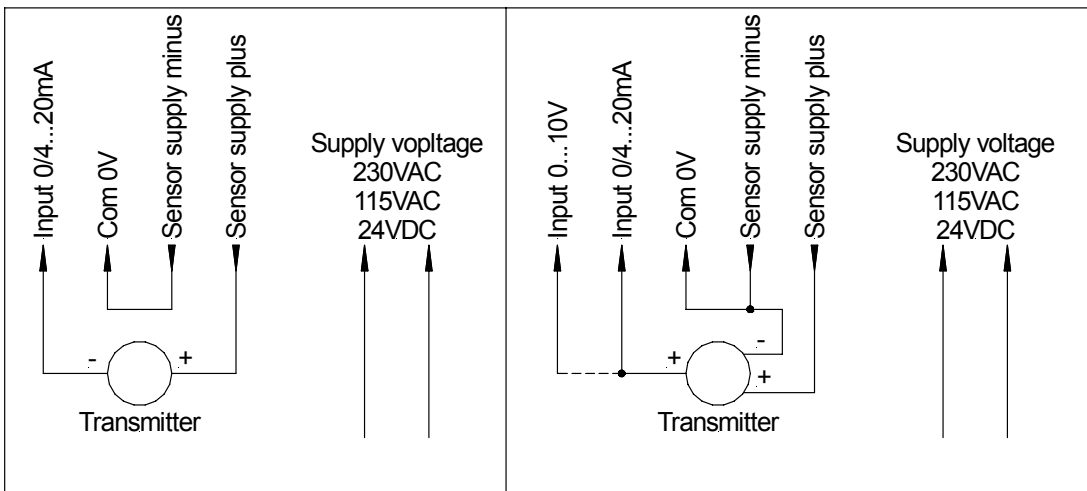 Input 0/4...20mA
Com 0V
Sensor supply minus
Sensor supply plus
Supply vopltage
230VAC
115VAC
24VDC
- +
Transmitter
Input 0...10V
Input 0/4...20mA
Com 0V
Sensor supply minus
Sensor supply plus
Supply voltage
230VAC
115VAC
24VDC
-
+
+
Transmitter